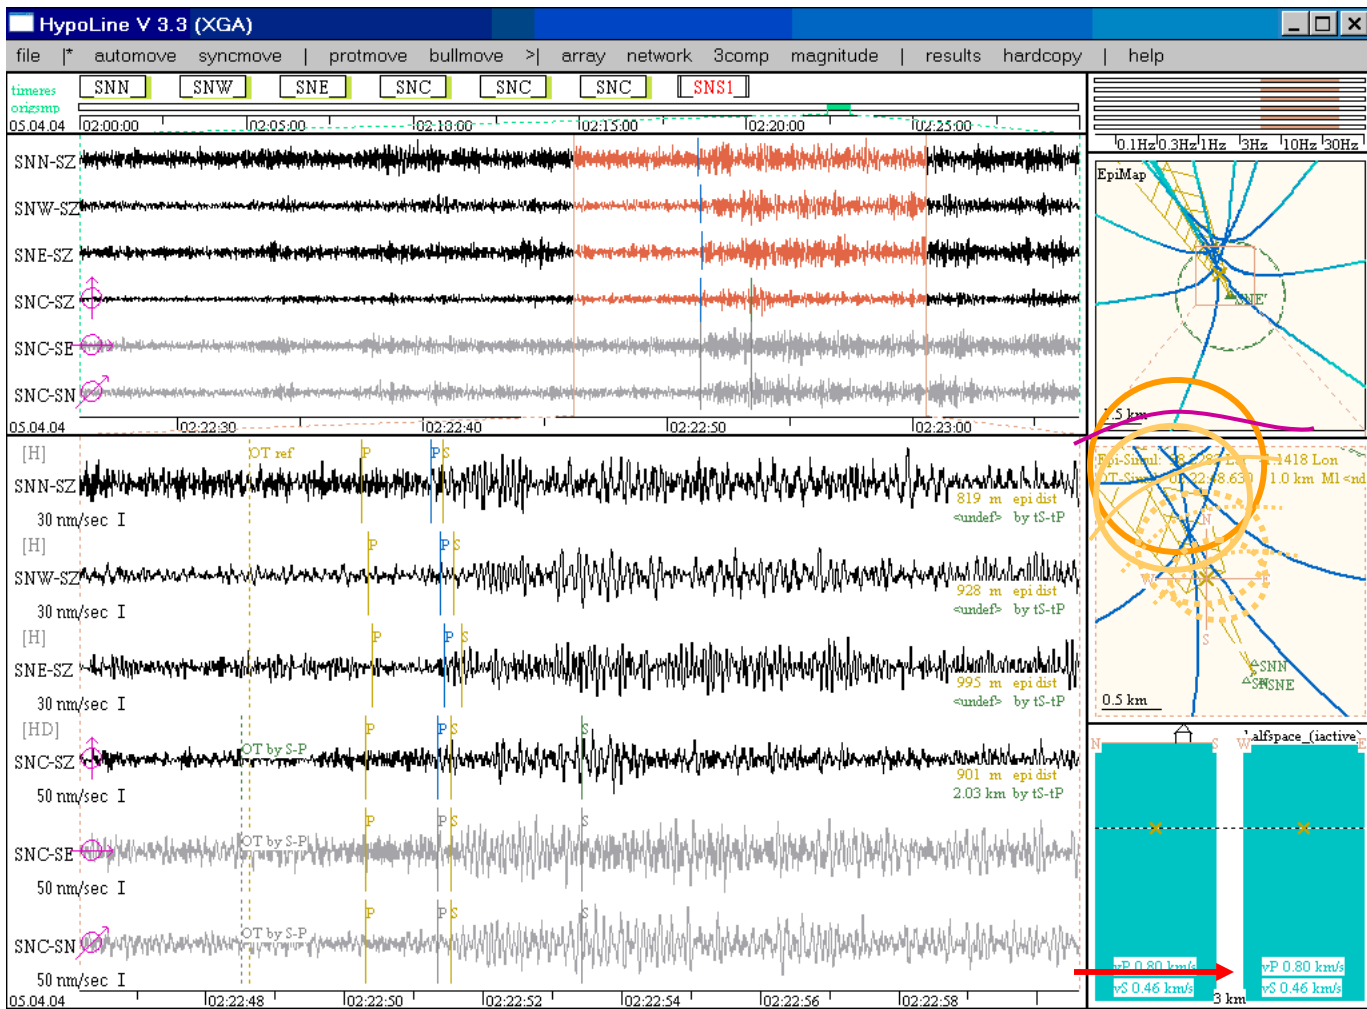 HypoLine V 3.3 (XGA)
file |* automove syncmove | protmove bullmove >| array network 3comp magnitude | results hardcopy | help
timeres SNN SNW SNE SNC SNC SNC SNS1
origsmp
05.04.04 02:00:00 02:05:00 02:10:00 02:15:00 02:20:00 02:25:00
0.1Hz 0.3Hz 1Hz 3Hz 10Hz 30Hz
SNN-SZ
SNW-SZ
SNE-SZ
SNC-SZ
SNC-SE
SNC-SN
05.04.04 02:22:30 02:22:40 02:22:50 02:23:00
EpiMap
SNE
.5 km
[H] OT ref P P S
SNN-SZ
819 m epi dist
<undef> by tS-tP
30 nm/sec I
[H] P P S
SNW-SZ
928 m epi dist
<undef> by tS-tP
30 nm/sec I
[H] P P S
SNE-SZ
995 m epi dist
<undef> by tS-tP
30 nm/sec I
[HD] P P S S
OT by S-P
SNC-SZ
901 m epi dist
2.03 km by tS-tP
50 nm/sec I
P P S S
OT by S-P
SNC-SE
50 nm/sec I
P P S S
OT by S-P
SNC-SN
50 nm/sec I
05.04.04 02:22:48 02:22:50 02:22:52 02:22:54 02:22:56 02:22:58
Epi-Simul: 1418 Lon
1.0 km Ml <nd
N
W E
S
SNN
SNE
0.5 km
alfspace_(iactive)
N S W E
vP 0.80 km/s vP 0.80 km/s
vS 0.46 km/s vS 0.46 km/s
3 km